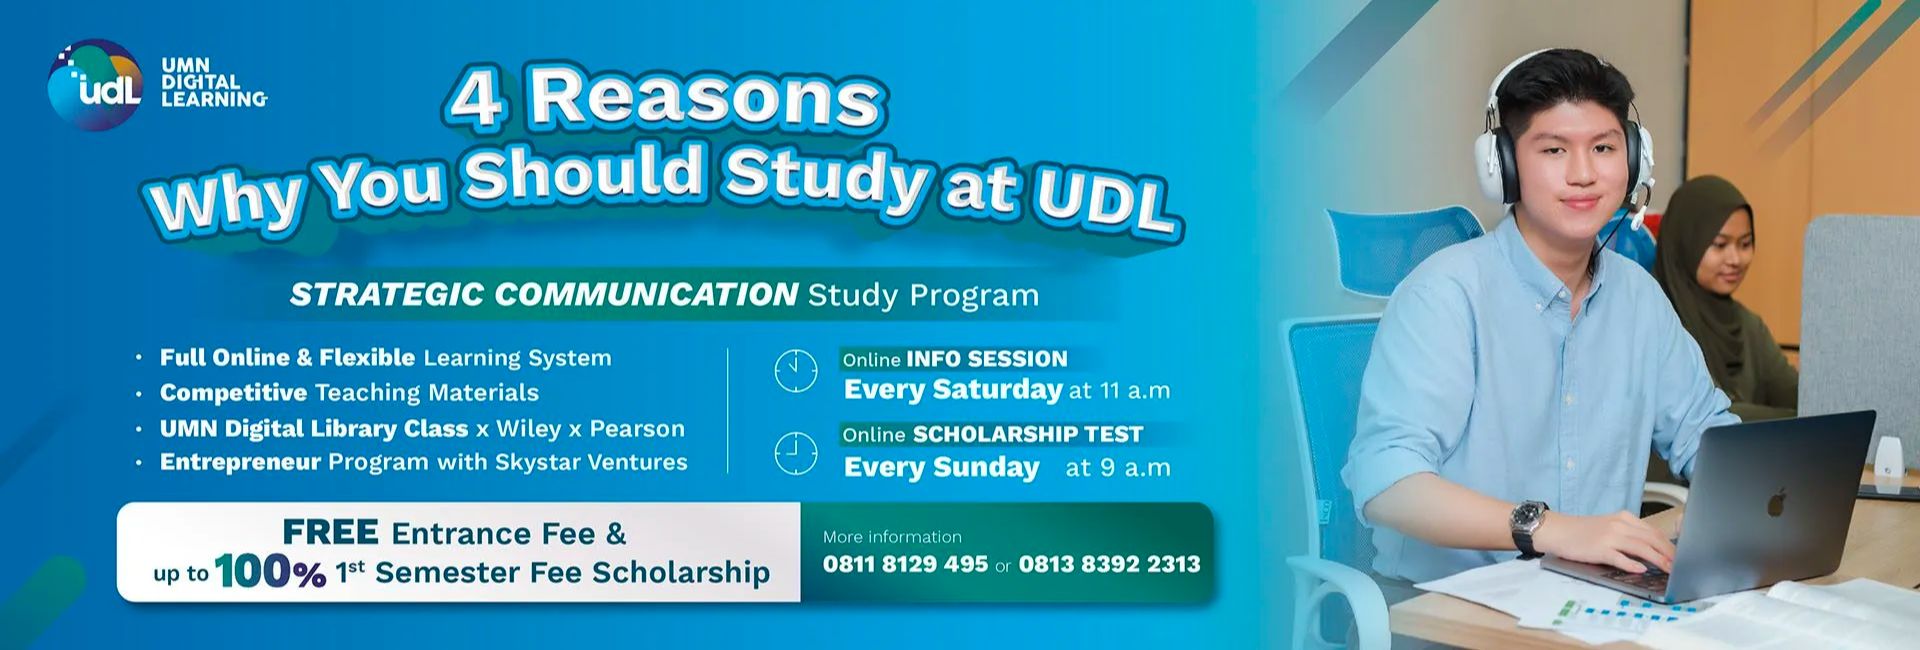 udL
UMN
DIGITAL
LEARNING
4 Reasons
Why You Should Study at UDL
STRATEGIC COMMUNICATION Study Program
• Full Online & Flexible Learning System
• Competitive Teaching Materials
• UMN Digital Library Class x Wiley x Pearson
• Entrepreneur Program with Skystar Ventures
Online INFO SESSION
Every Saturday at 11 a.m
Online SCHOLARSHIP TEST
Every Sunday at 9 a.m
FREE Entrance Fee &
up to 100% 1st Semester Fee Scholarship
More information
0811 8129 495 or 0813 8392 2313